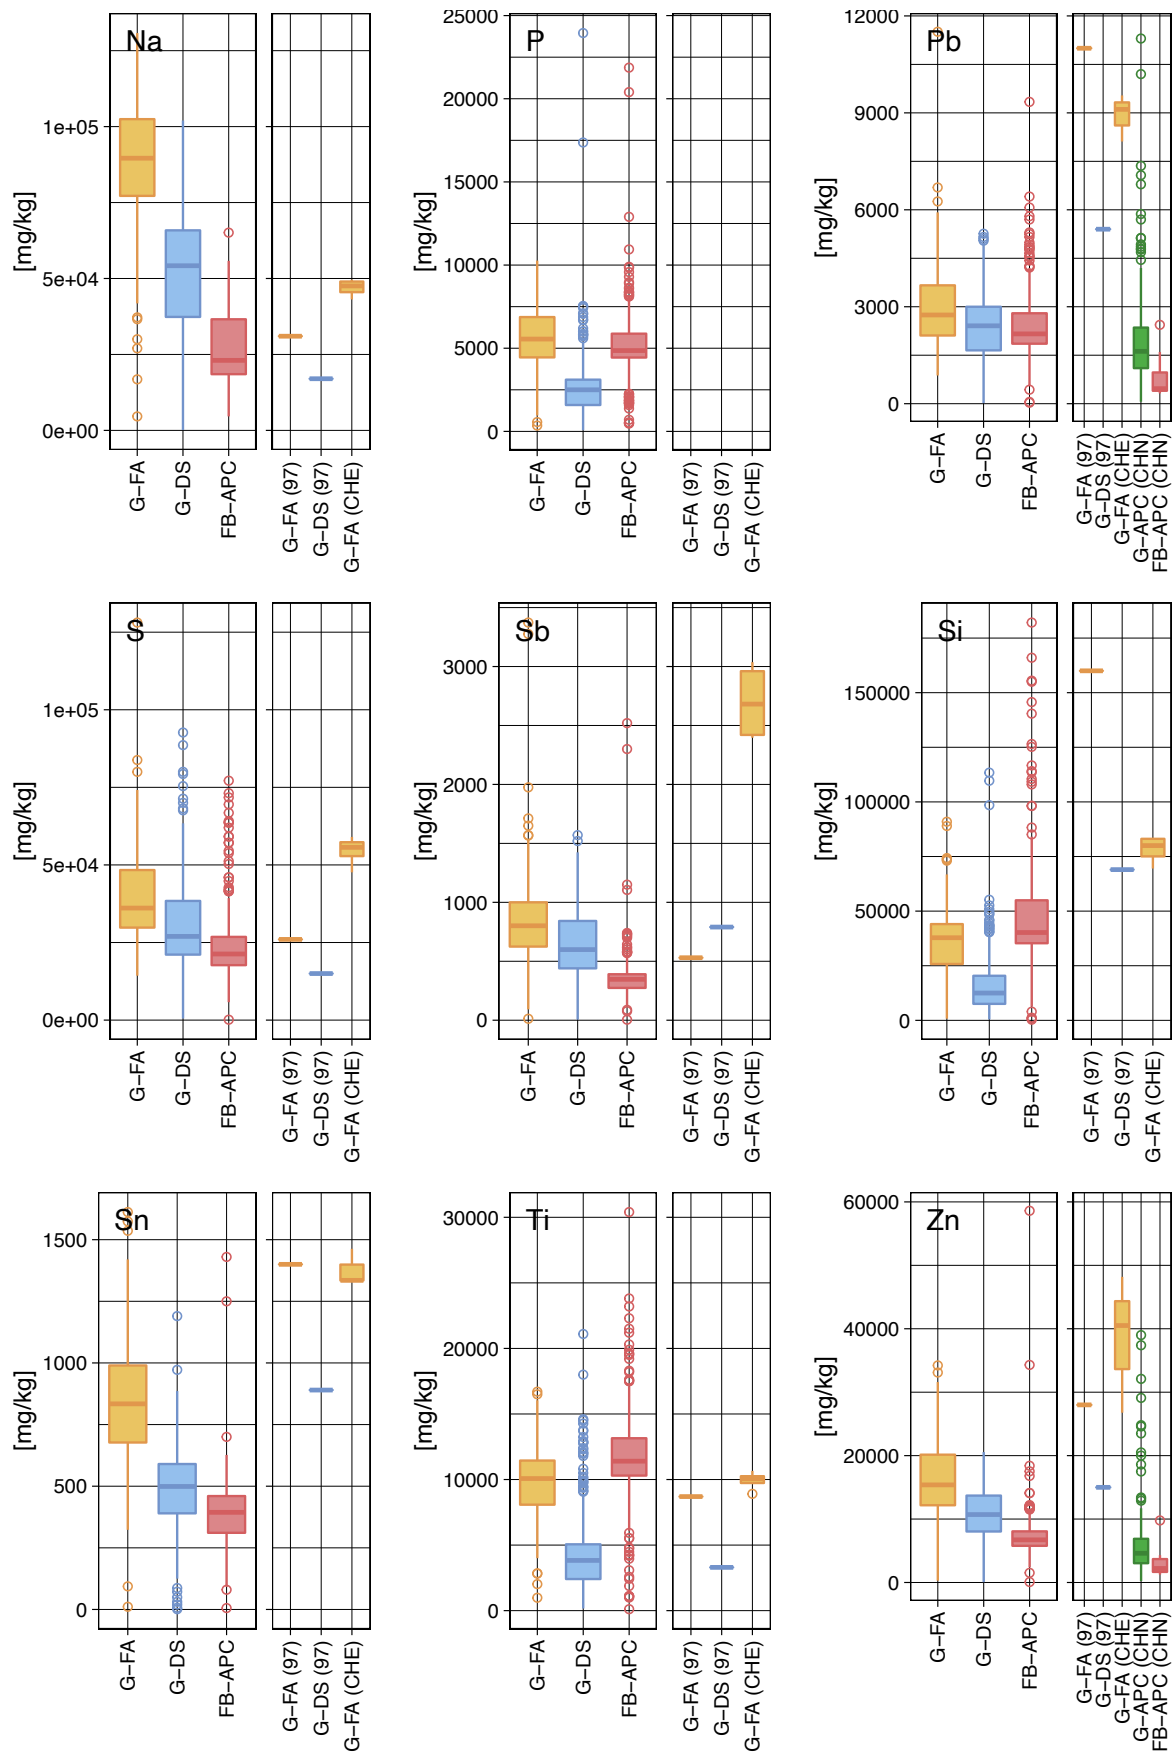 Na
[mg/kg]
1e+05
5e+04
0e+00
G−FA
G−DS
FB−APC
G−FA (97)
G−DS (97)
G−FA (CHE)
P
[mg/kg]
25000
20000
15000
10000
5000
0
G−FA
G−DS
FB−APC
G−FA (97)
G−DS (97)
G−FA (CHE)
Pb
[mg/kg]
12000
9000
6000
3000
0
G−FA
G−DS
FB−APC
G−FA (97)
G−DS (97)
G−FA (CHE)
G−APC (CHN)
FB−APC (CHN)
S
[mg/kg]
1e+05
5e+04
0e+00
G−FA
G−DS
FB−APC
G−FA (97)
G−DS (97)
G−FA (CHE)
Sb
[mg/kg]
3000
2000
1000
0
G−FA
G−DS
FB−APC
G−FA (97)
G−DS (97)
G−FA (CHE)
Si
[mg/kg]
150000
100000
50000
0
G−FA
G−DS
FB−APC
G−FA (97)
G−DS (97)
G−FA (CHE)
Sn
[mg/kg]
1500
1000
500
0
G−FA
G−DS
FB−APC
G−FA (97)
G−DS (97)
G−FA (CHE)
Ti
[mg/kg]
30000
20000
10000
0
G−FA
G−DS
FB−APC
G−FA (97)
G−DS (97)
G−FA (CHE)
Zn
[mg/kg]
60000
40000
20000
0
G−FA
G−DS
FB−APC
G−FA (97)
G−DS (97)
G−FA (CHE)
G−APC (CHN)
FB−APC (CHN)